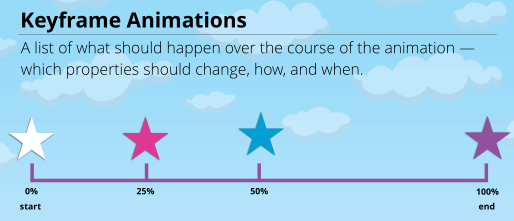 Keyframe Animations
A list of what should happen over the course of the animation —
which properties should change, how, and when.
0% 25% 50% 100%
start end